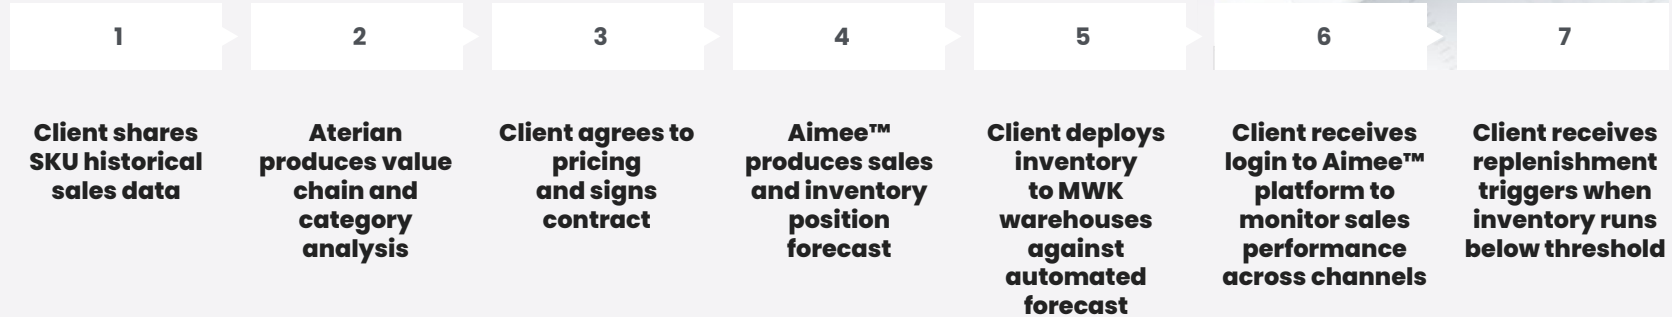 1
2
3
4
5
6
7
Client shares
SKU historical
sales data
Aterian
produces value
chain and
category
analysis
Client agrees to
pricing
and signs
contract
Aimee™
produces sales
and inventory
position
forecast
Client deploys
inventory
to MWK
warehouses
against
automated
forecast
Client receives
login to Aimee™
platform to
monitor sales
performance
across channels
Client receives
replenishment
triggers when
inventory runs
below threshold